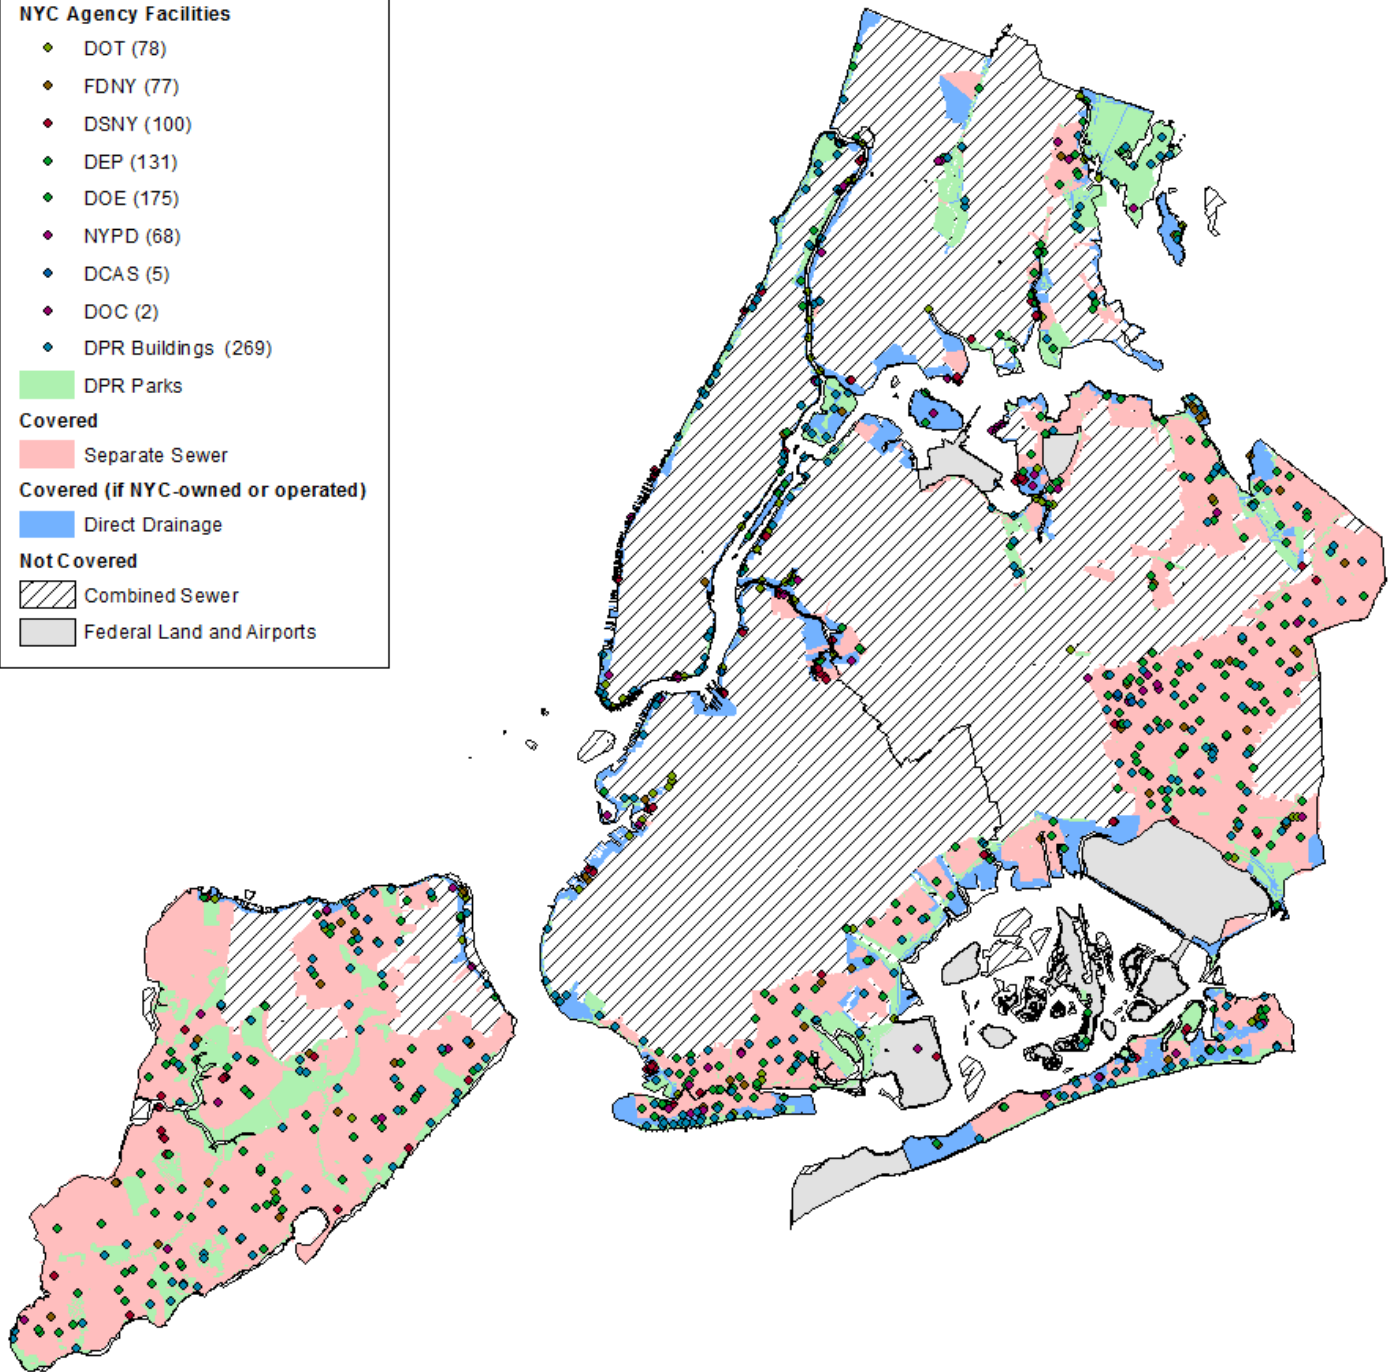 NYC Agency Facilities
DOT (78)
FDNY (77)
DSNY (100)
DEP (131)
DOE (175)
NYPD (68)
DCAS (5)
DOC (2)
DPR Buildings (269)
DPR Parks
Covered
Separate Sewer
Covered (if NYC-owned or operated)
Direct Drainage
Not Covered
Combined Sewer
Federal Land and Airports